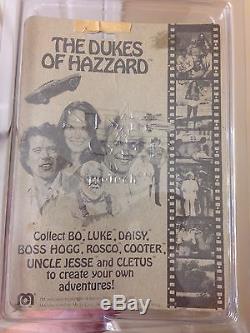 THE DUKES
OF HAZZARD™
Collect BO, LUKE, DAISY,
BOSS HOGG, ROSCO, COOTER,
UNCLE JESSE and CLETUS
to create your own
adventures!